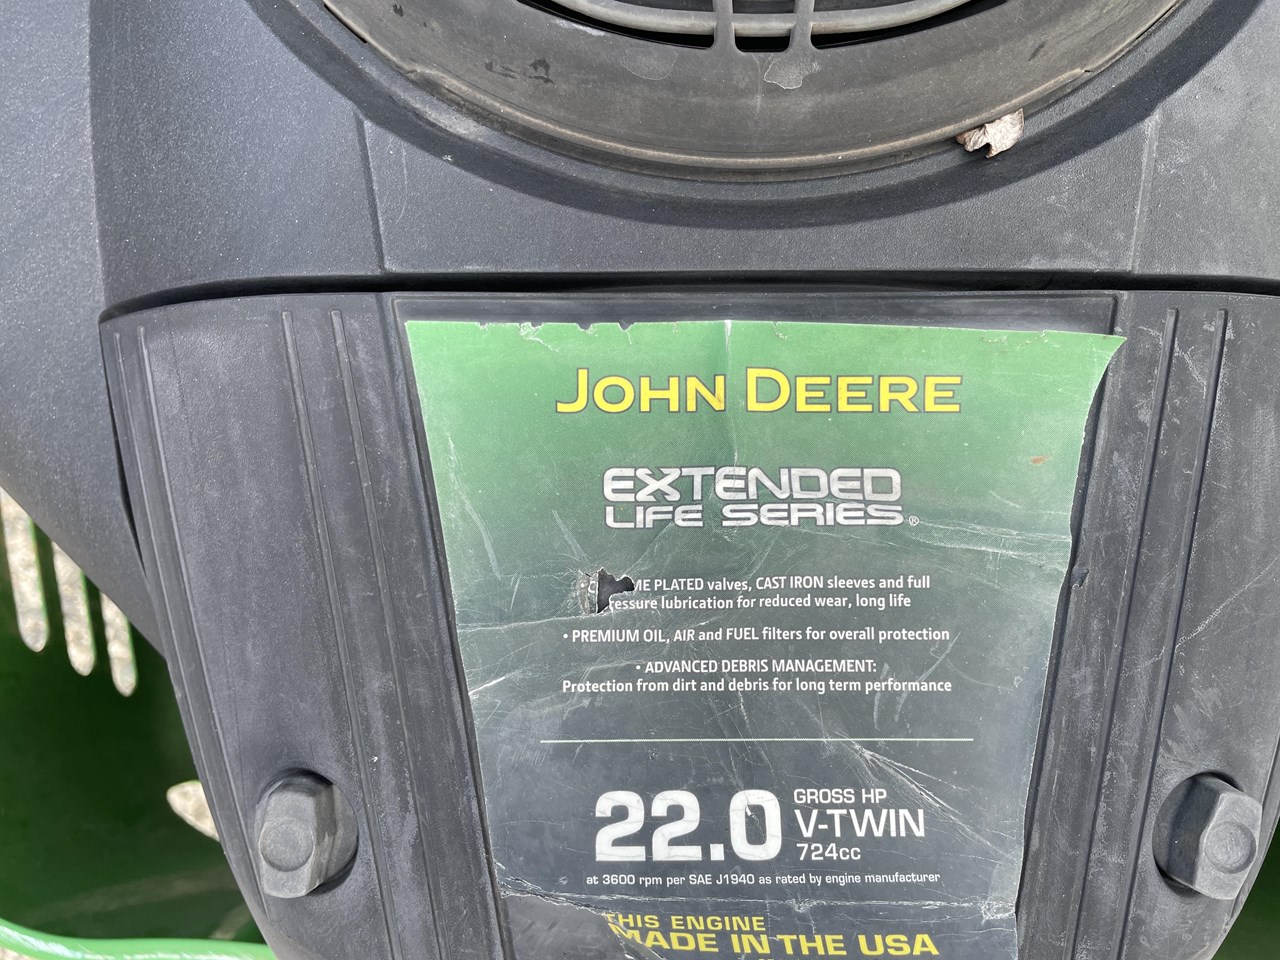 JOHN DEERE
EXTENDED
LIFE SERIES®
• PLATED valves, CAST IRON sleeves and full
lubrication for reduced wear, long life
• PREMIUM OIL, AIR and FUEL filters for overall protection
• ADVANCED DEBRIS MANAGEMENT:
Protection from dirt and debris for long term performance
22.0
GROSS HP
V-TWIN
724cc
at 3600 rpm per SAE J1940 as rated by engine manufacturer
THIS ENGINE
MADE IN THE USA